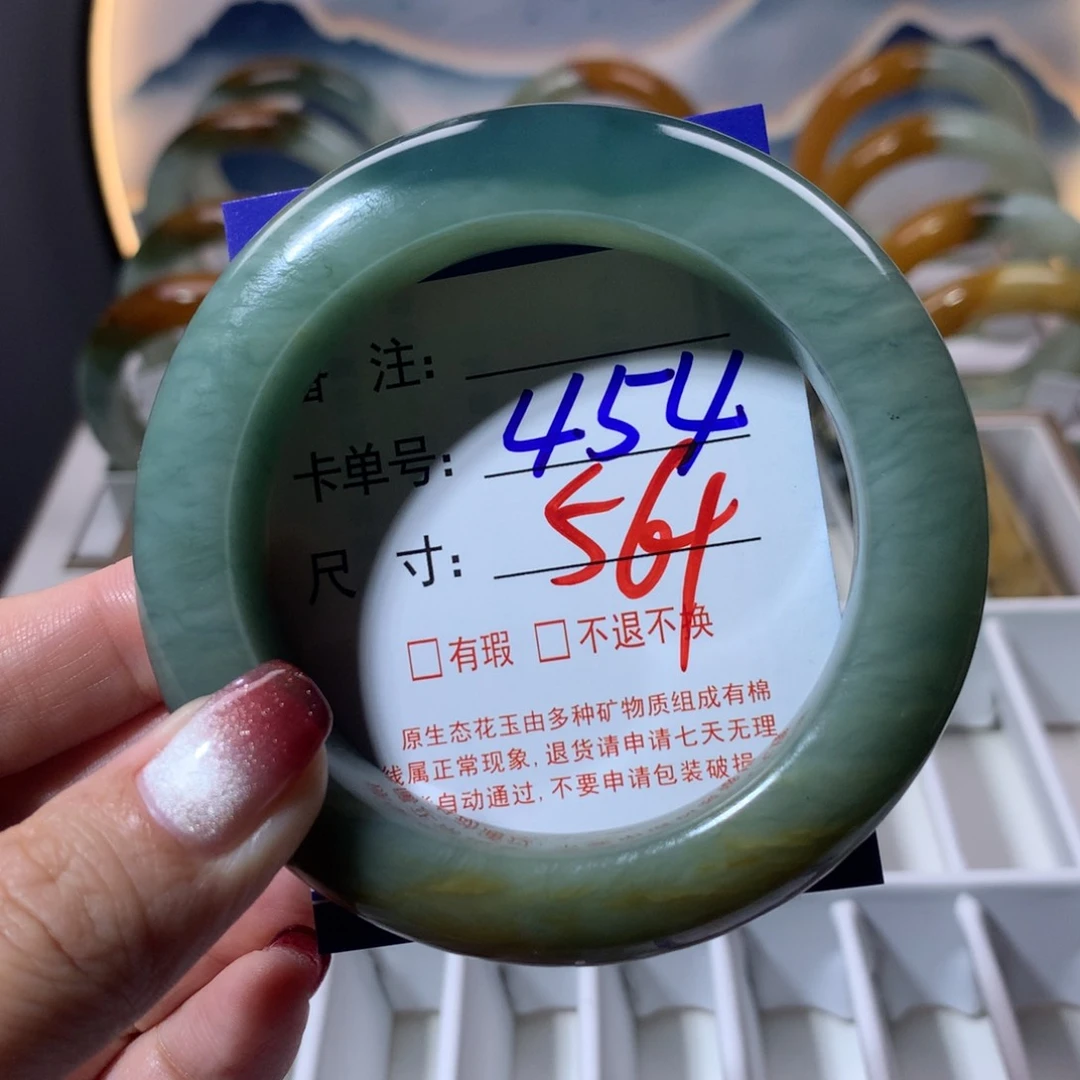 注:
卡单号: 454
尺 寸: 56
□有瑕 □不退不换
原生态花玉由多种矿物质组成有棉
线属正常现象, 退货请申请七天无理
自动通过, 不要申请包装破损